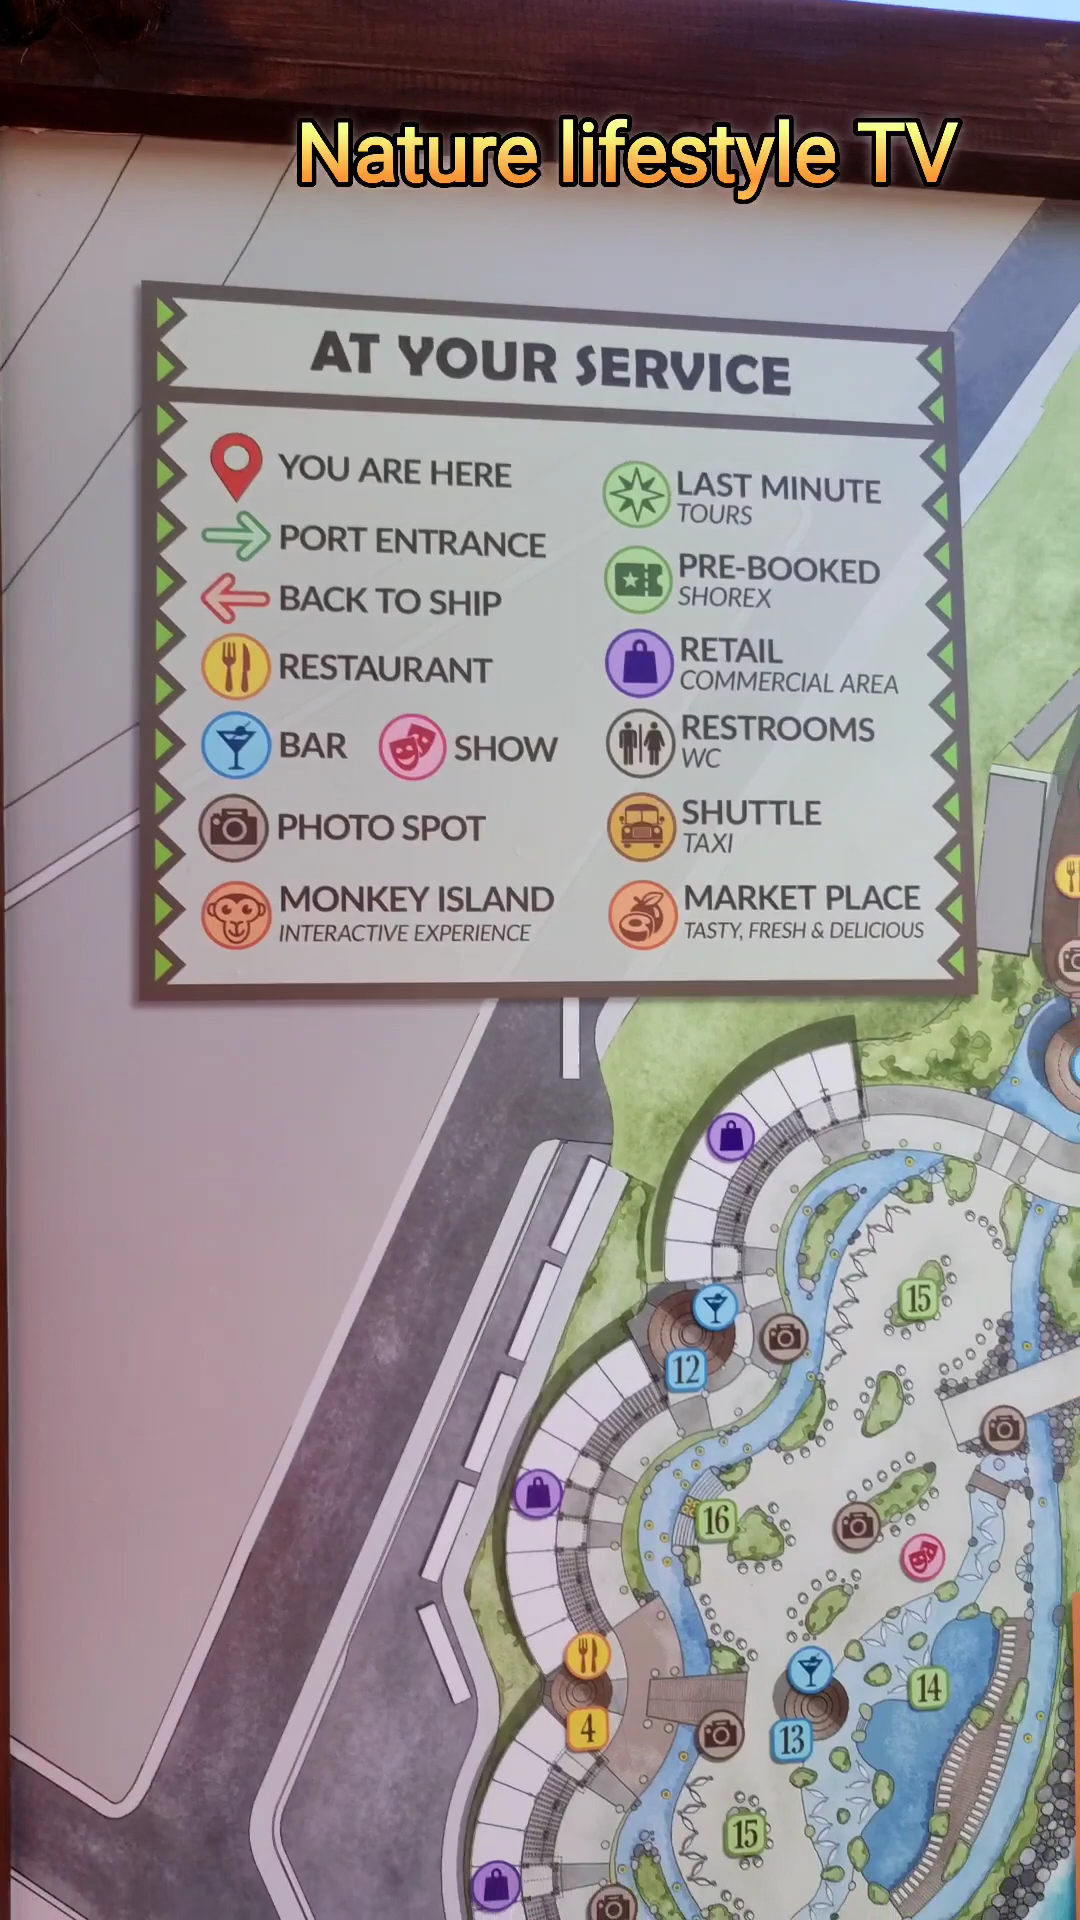 Nature lifestyle TV
AT YOUR SERVICE
YOU ARE HERE
PORT ENTRANCE
BACK TO SHIP
RESTAURANT
BAR
SHOW
PHOTO SPOT
MONKEY ISLAND
INTERACTIVE EXPERIENCE
LAST MINUTE
TOURS
PRE-BOOKED
SHOREX
RETAIL
COMMERCIAL AREA
RESTROOMS
WC
SHUTTLE
TAXI
MARKET PLACE
TASTY, FRESH & DELICIOUS
15
12
16
14
4
13
15